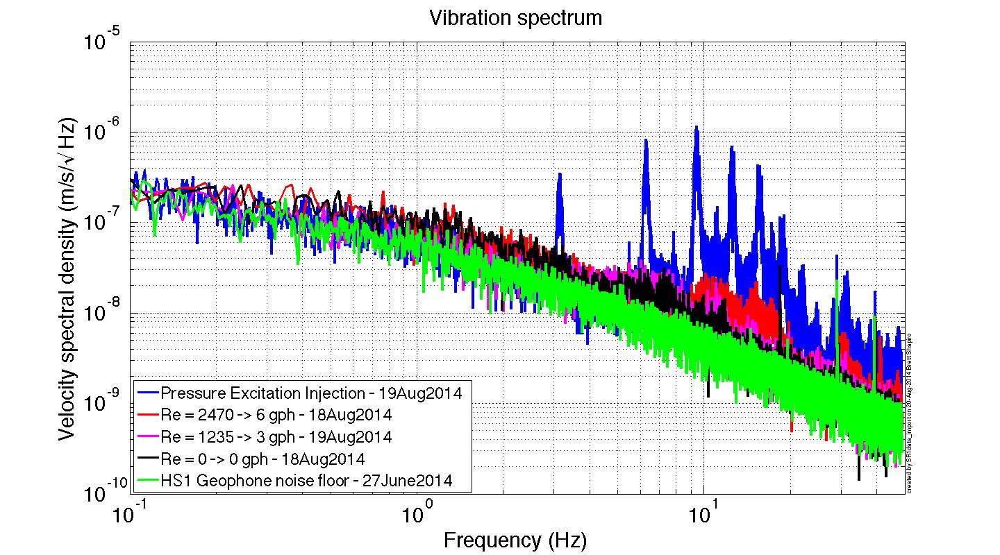 Vibration spectrum
10^-5
10^-6
10^-7
10^-8
10^-9
10^-10
Velocity spectral density (m/s/√ Hz)
Pressure Excitation Injection - 19Aug2014
Re = 2470 -> 6 gph - 18Aug2014
Re = 1235 -> 3 gph - 19Aug2014
Re = 0 -> 0 gph - 18Aug2014
HS1 Geophone noise floor - 27June2014
created by SRIdata_import on 20-Aug-2014 Brett Shapiro
10^-1
10^0
10^1
Frequency (Hz)